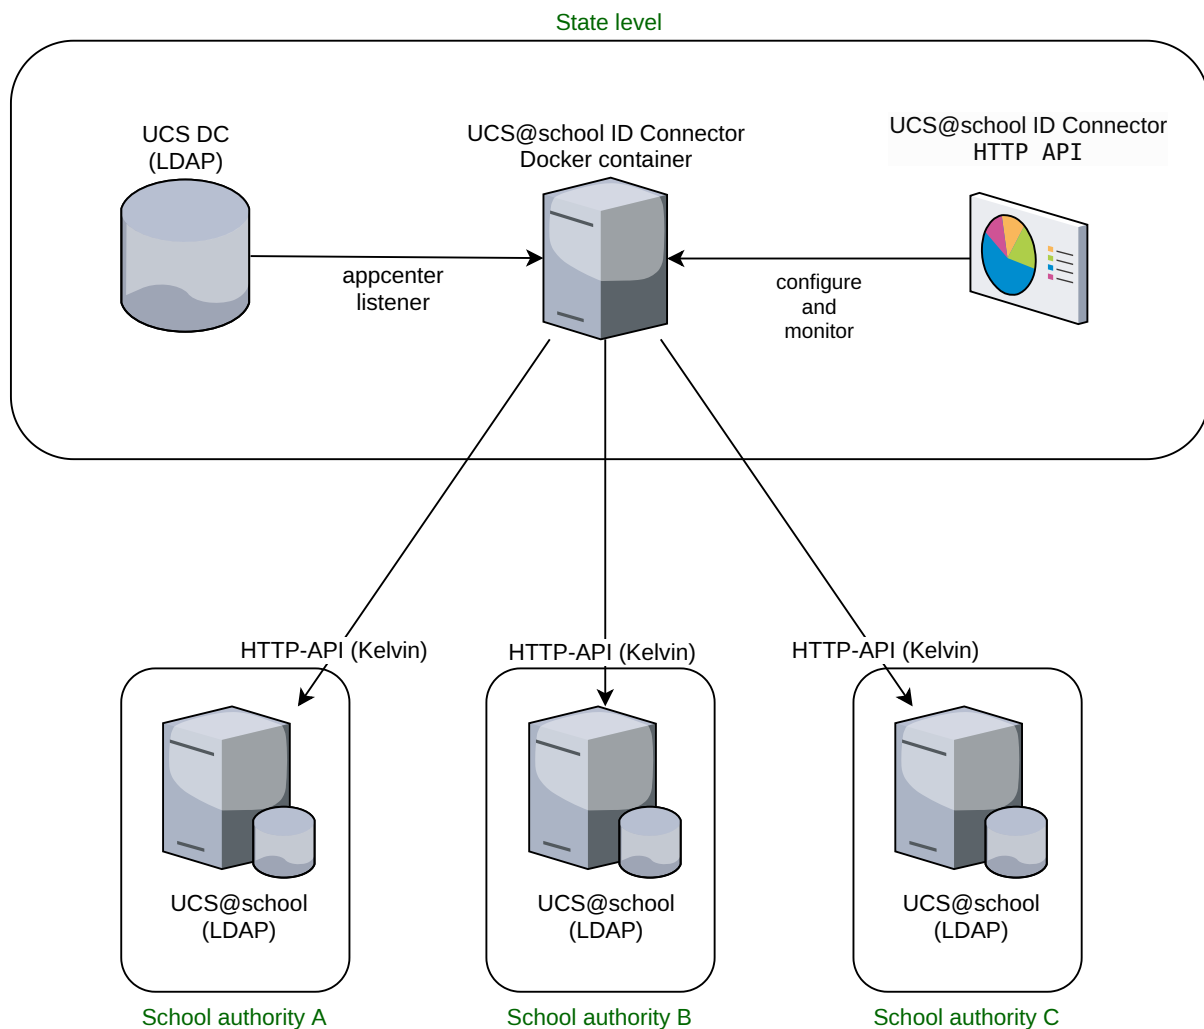 State level
UCS DC
(LDAP)
UCS@school ID Connector
Docker container
UCS@school ID Connector
HTTP API
appcenter
listener
configure
and
monitor
HTTP-API (Kelvin)
HTTP-API (Kelvin)
HTTP-API (Kelvin)
UCS@school
(LDAP)
UCS@school
(LDAP)
UCS@school
(LDAP)
School authority A
School authority B
School authority C